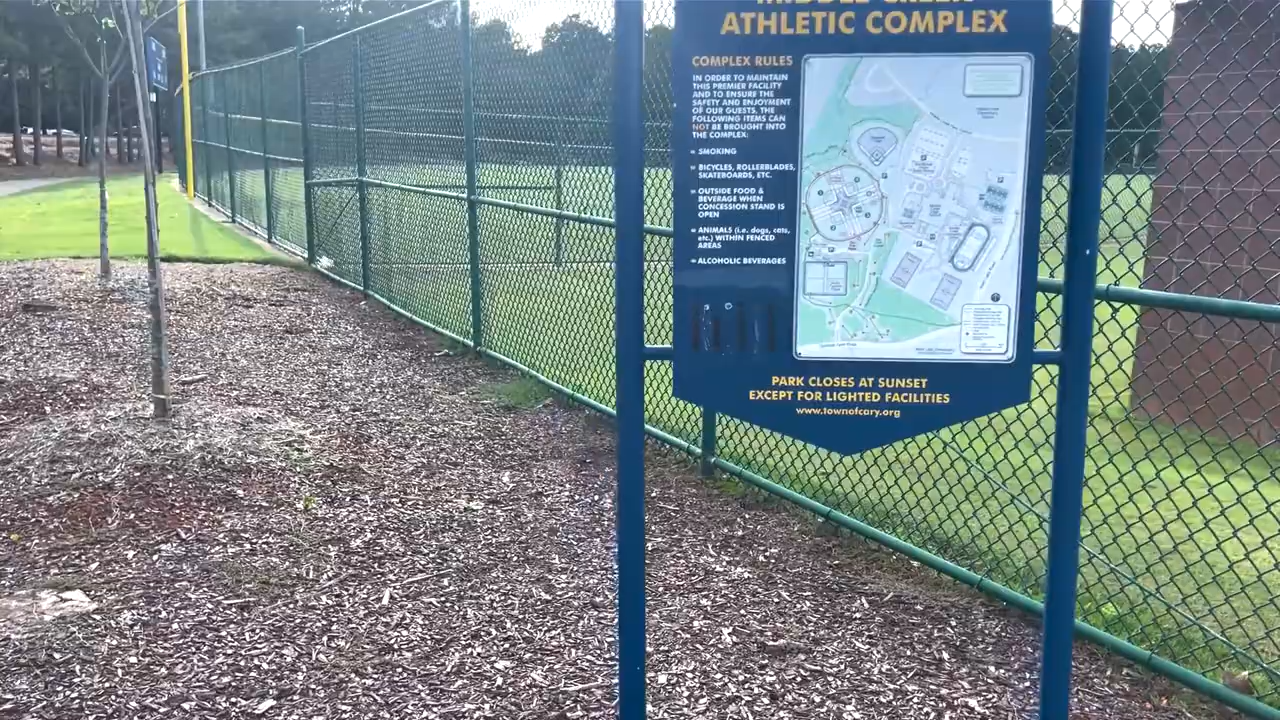 ATHLETIC COMPLEX
COMPLEX RULES
IN ORDER TO MAINTAIN
THIS PREMIER FACILITY
AND TO ENSURE THE
SAFETY AND ENJOYMENT
OF OUR GUESTS, THE
FOLLOWING ITEMS CAN
NOT BE BROUGHT INTO
THE COMPLEX:
SMOKING
BICYCLES, ROLLERBLADES,
SKATEBOARDS, ETC.
OUTSIDE FOOD &
BEVERAGE WHEN
CONCESSION STAND IS
OPEN
ANIMALS (i.e. dogs, cats,
etc.) WITHIN FENCED
AREAS
ALCOHOLIC BEVERAGES
PARK CLOSES AT SUNSET
EXCEPT FOR LIGHTED FACILITIES
www.townofcary.org